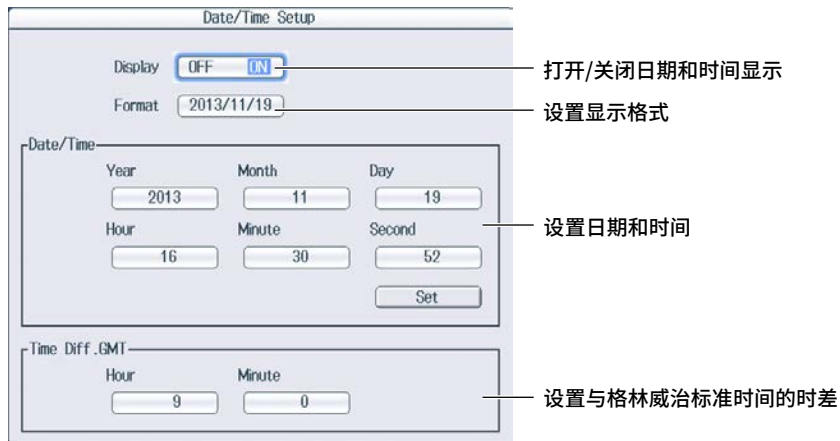 Date/Time Setup
Display OFF ON 打开/关闭日期和时间显示
Format 2013/11/19 设置显示格式
Date/Time
Year Month Day
2013 11 19
设置日期和时间
Hour Minute Second
16 30 52
Set
Time Diff.GMT
Hour Minute
9 0 设置与格林威治标准时间的时差